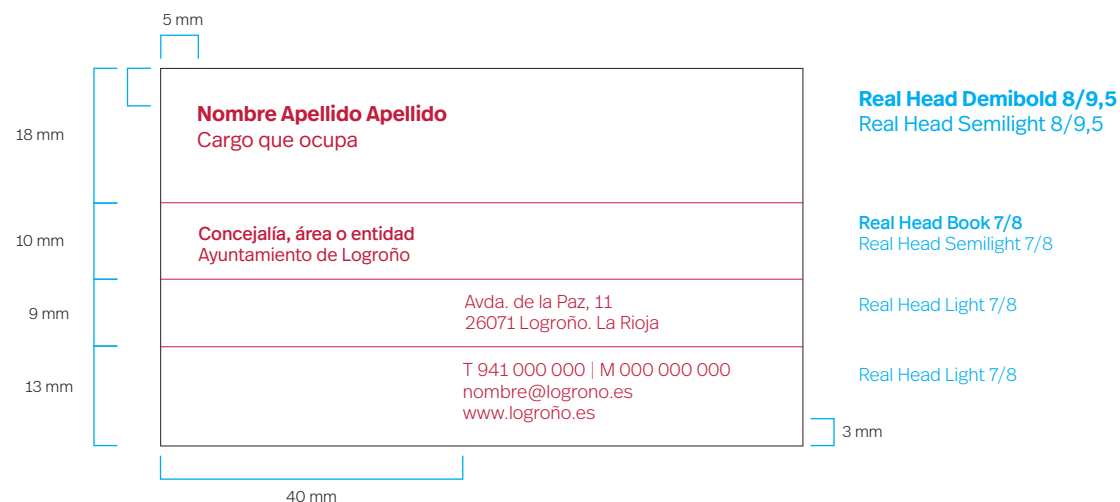 5 mm
18 mm
Nombre Apellido Apellido
Cargo que ocupa
Real Head Demibold 8/9,5
Real Head Semilight 8/9,5
10 mm
Concejalía, área o entidad
Ayuntamiento de Logroño
Real Head Book 7/8
Real Head Semilight 7/8
9 mm
Avda. de la Paz, 11
26071 Logroño. La Rioja
Real Head Light 7/8
13 mm
T 941 000 000 | M 000 000 000
nombre@logrono.es
www.logroño.es
Real Head Light 7/8
3 mm
40 mm